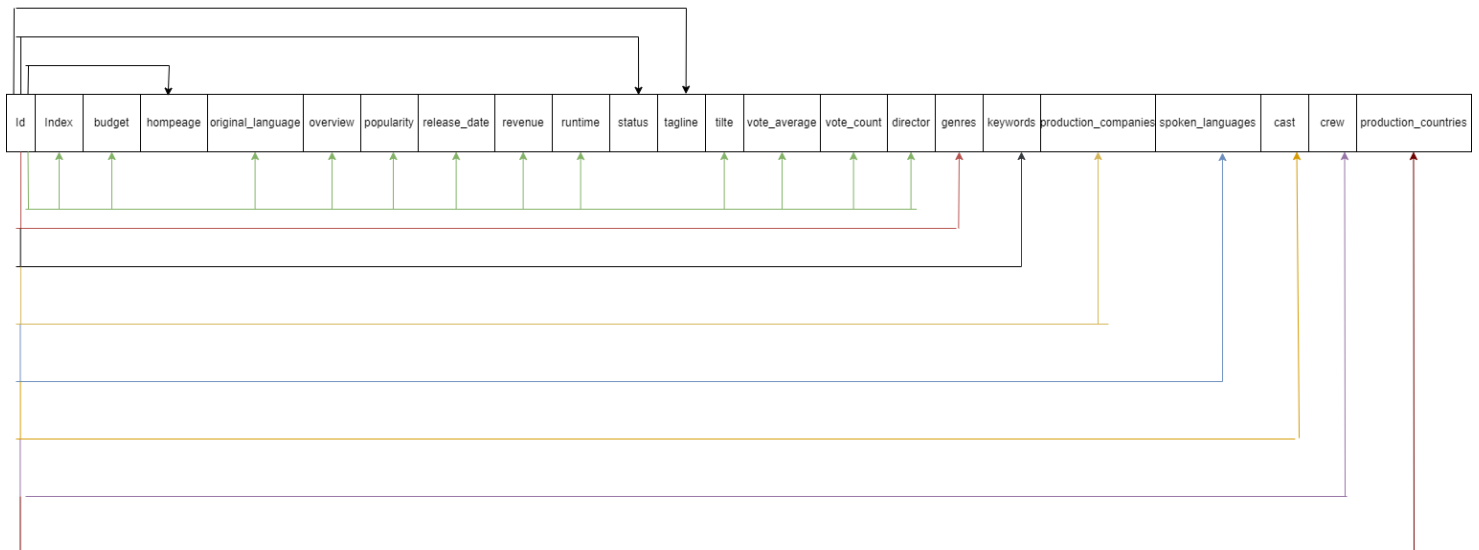 Id
Index
budget
hompeage
original_language
overview
popularity
release_date
revenue
runtime
status
tagline
tilte
vote_average
vote_count
director
genres
keywords
production_companies
spoken_languages
cast
crew
production_countries